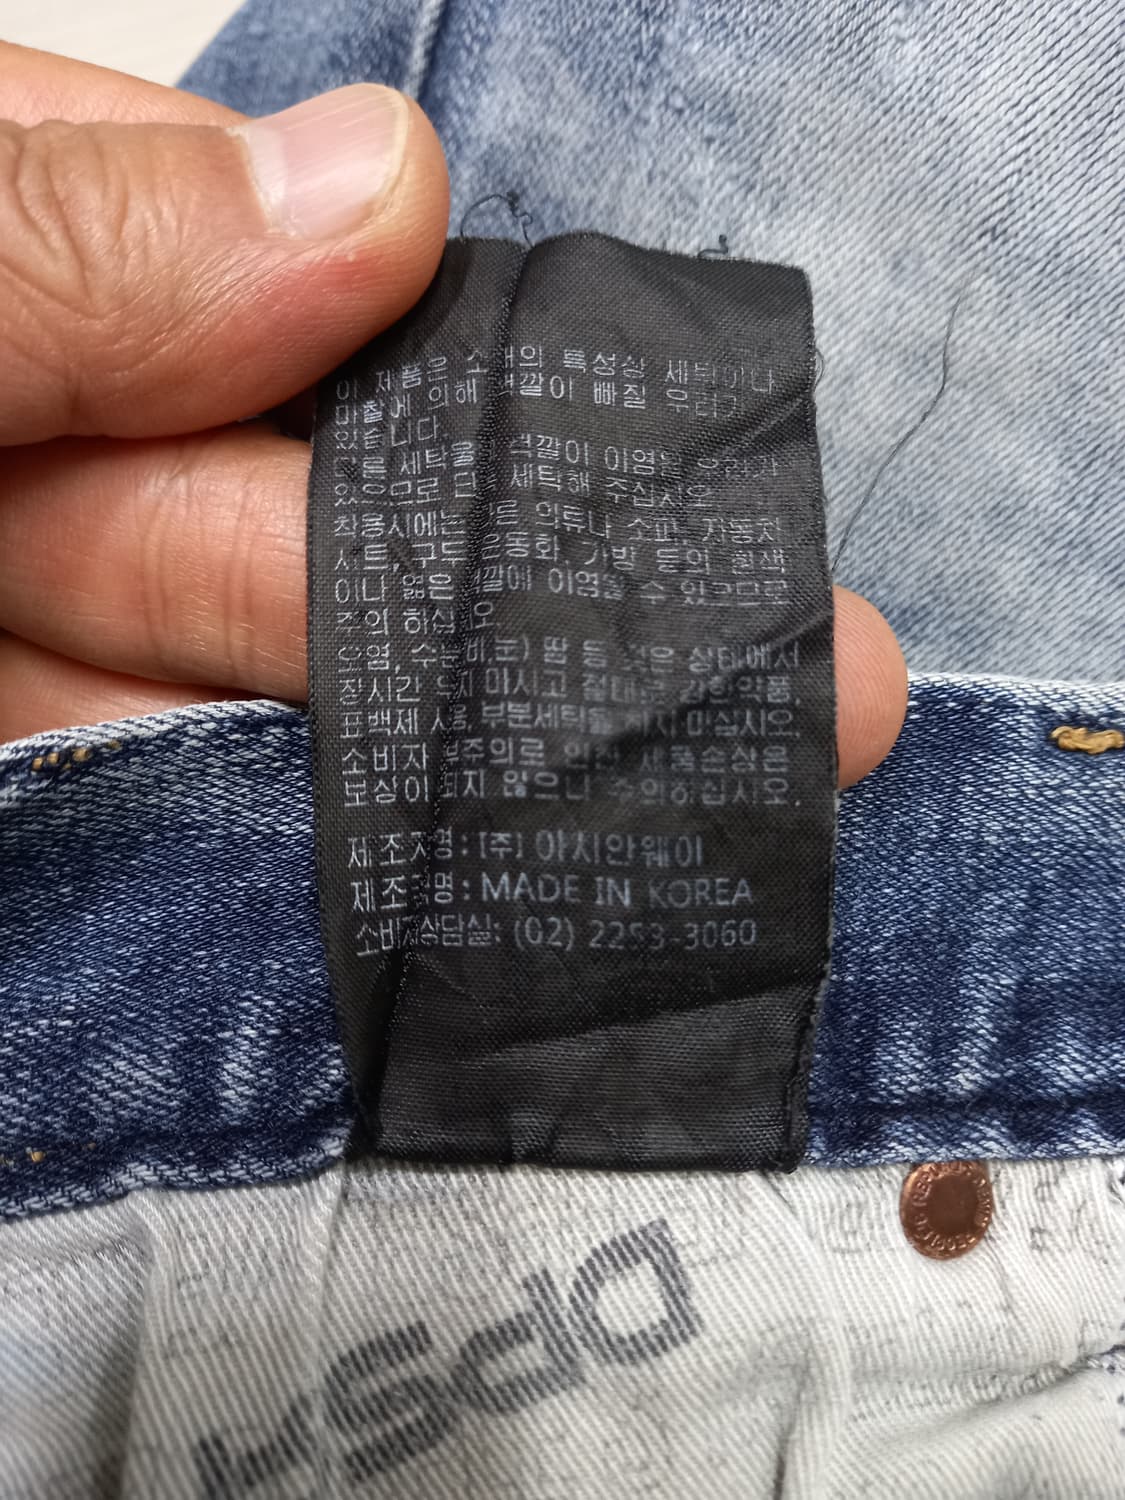 이 제품은 소재의 특성상 세탁이나
마찰에 의해 색깔이 빠질 우려가
있습니다.
물로 세탁을 색깔이 이염될 우려가
있으므로 단독 세탁해 주십시오
착용시에는 다른 의류나 소파, 자동차
시트, 구두 운동화, 가방 등의 흰색
이나 엷은 색깔에 이염될 수 있으므로
주의 하십시오
오염, 수분(비,눈) 땀 등 젖은 상태에서
장시간 두지 마시고 절대로 강한약품,
표백제 사용, 부분세탁을 하지 마십시오.
소비자 부주의로 인한 제품손상은
보상이 되지 않으니 주의하십시오.
제조자명 : (주) 아시안웨이
제조국명 : MADE IN KOREA
소비자상담실: (02) 2253-3060